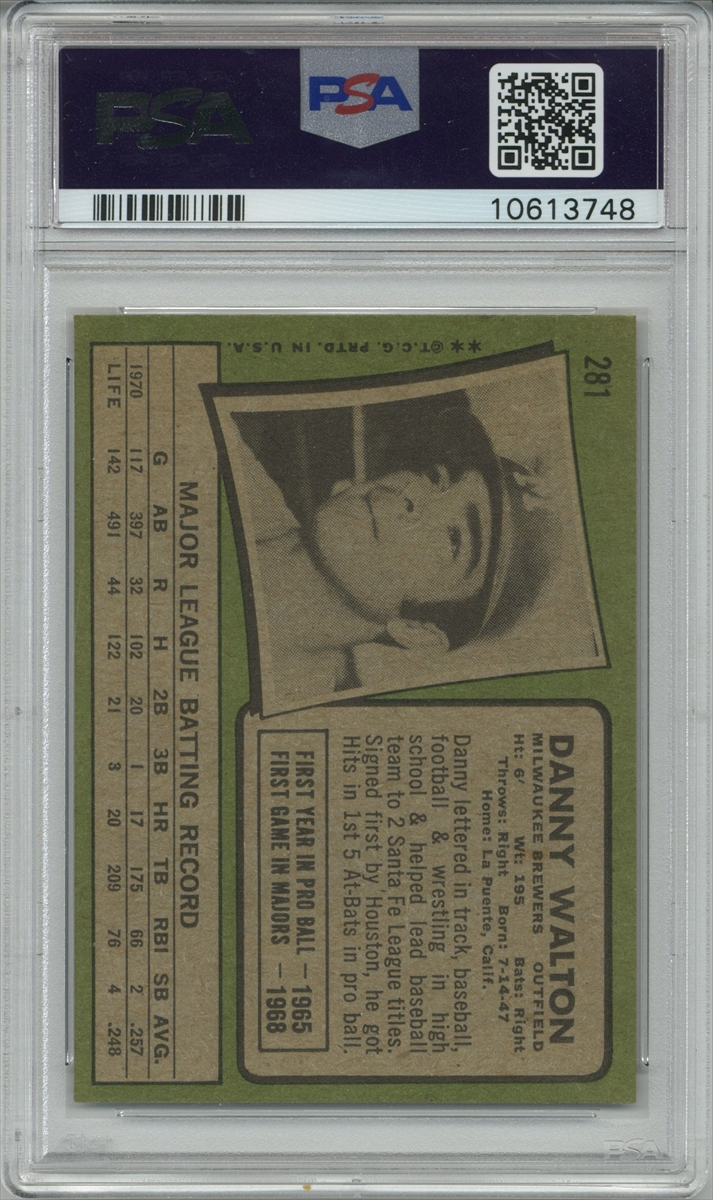 PSA
PSA
10613748
281
**©T.C.G. PRTD. IN U.S.A.
DANNY WALTON
MILWAUKEE BREWERS OUTFIELD
Ht: 6' Wt: 195 Bats: Right
Throws: Right Born: 7-14-47
Home: La Puente, Calif.
Danny lettered in track, baseball,
football & wrestling in high
school & helped lead baseball
team to 2 Santa Fe League titles.
Signed first by Houston, he got
Hits in 1st 5 At-Bats in pro ball.
FIRST YEAR IN PRO BALL — 1965
FIRST GAME IN MAJORS — 1968
MAJOR LEAGUE BATTING RECORD
G AB R H 2B 3B HR TB RBI SB AVG.
1970 117 397 32 102 20 1 17 175 66 2 .257
LIFE 142 491 44 122 21 3 20 209 76 4 .248
PSA